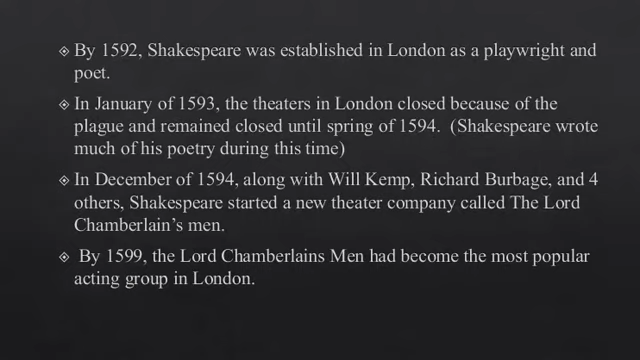 ◈ By 1592, Shakespeare was established in London as a playwright and
poet.
◈ In January of 1593, the theaters in London closed because of the
plague and remained closed until spring of 1594.  (Shakespeare wrote
much of his poetry during this time)
◈ In December of 1594, along with Will Kemp, Richard Burbage, and 4
others, Shakespeare started a new theater company called The Lord
Chamberlain’s men.
◈  By 1599, the Lord Chamberlains Men had become the most popular
acting group in London.